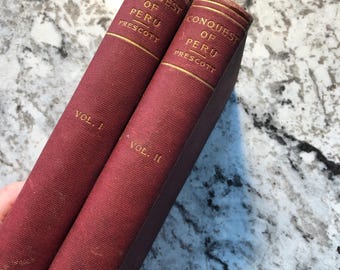 OF
PERU
PRESCOTT
VOL. I
CONQUEST
OF
PERU
PRESCOTT
VOL. II